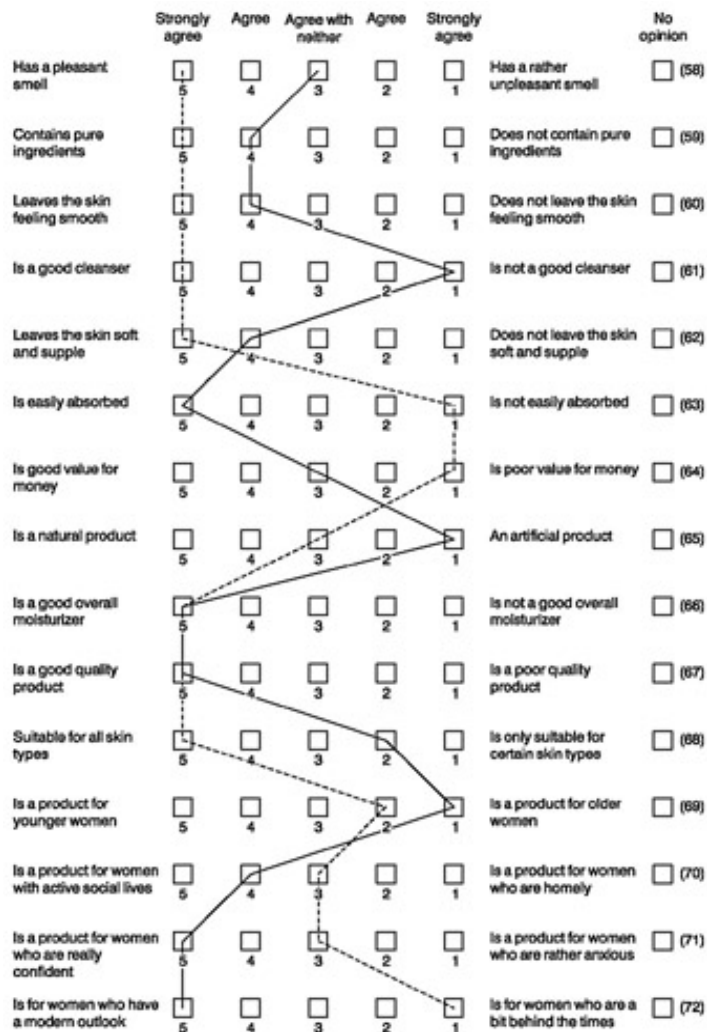 Strongly agree Agree Agree with neither Agree Strongly agree No opinion
Has a pleasant smell 5 4 3 2 1 Has a rather unpleasant smell (58)
Contains pure ingredients 5 4 3 2 1 Does not contain pure ingredients (59)
Leaves the skin feeling smooth 5 4 3 2 1 Does not leave the skin feeling smooth (60)
Is a good cleanser 5 4 3 2 1 Is not a good cleanser (61)
Leaves the skin soft and supple 5 4 3 2 1 Does not leave the skin soft and supple (62)
Is easily absorbed 5 4 3 2 1 Is not easily absorbed (63)
Is good value for money 5 4 3 2 1 Is poor value for money (64)
Is a natural product 5 4 3 2 1 An artificial product (65)
Is a good overall moisturizer 5 4 3 2 1 Is not a good overall moisturizer (66)
Is a good quality product 5 4 3 2 1 Is a poor quality product (67)
Suitable for all skin types 5 4 3 2 1 Is only suitable for certain skin types (68)
Is a product for younger women 5 4 3 2 1 Is a product for older women (69)
Is a product for women with active social lives 5 4 3 2 1 Is a product for women who are homely (70)
Is a product for women who are really confident 5 4 3 2 1 Is a product for women who are rather anxious (71)
Is for women who have a modern outlook 5 4 3 2 1 Is for women who are a bit behind the times (72)